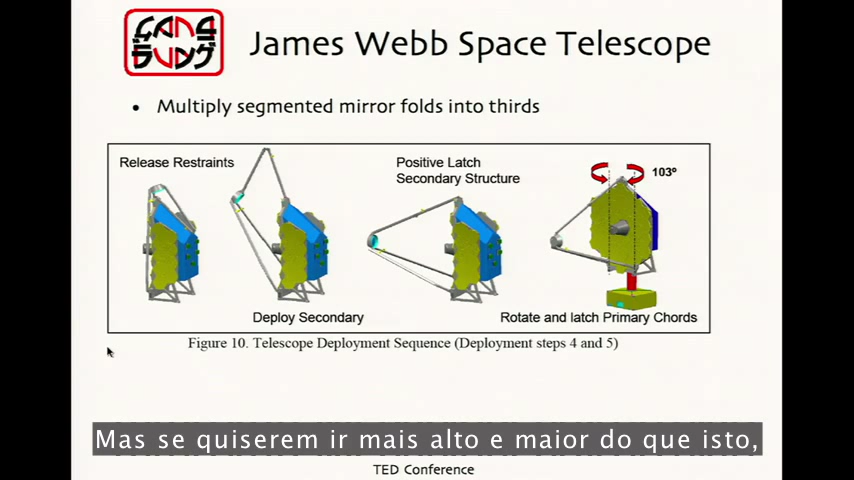 James Webb Space Telescope
• Multiply segmented mirror folds into thirds
Release Restraints
Positive Latch
Secondary Structure
103º
Deploy Secondary
Rotate and latch Primary Chords
Figure 10. Telescope Deployment Sequence (Deployment steps 4 and 5)
Mas se quiserem ir mais alto e maior do que isto,
TED Conference